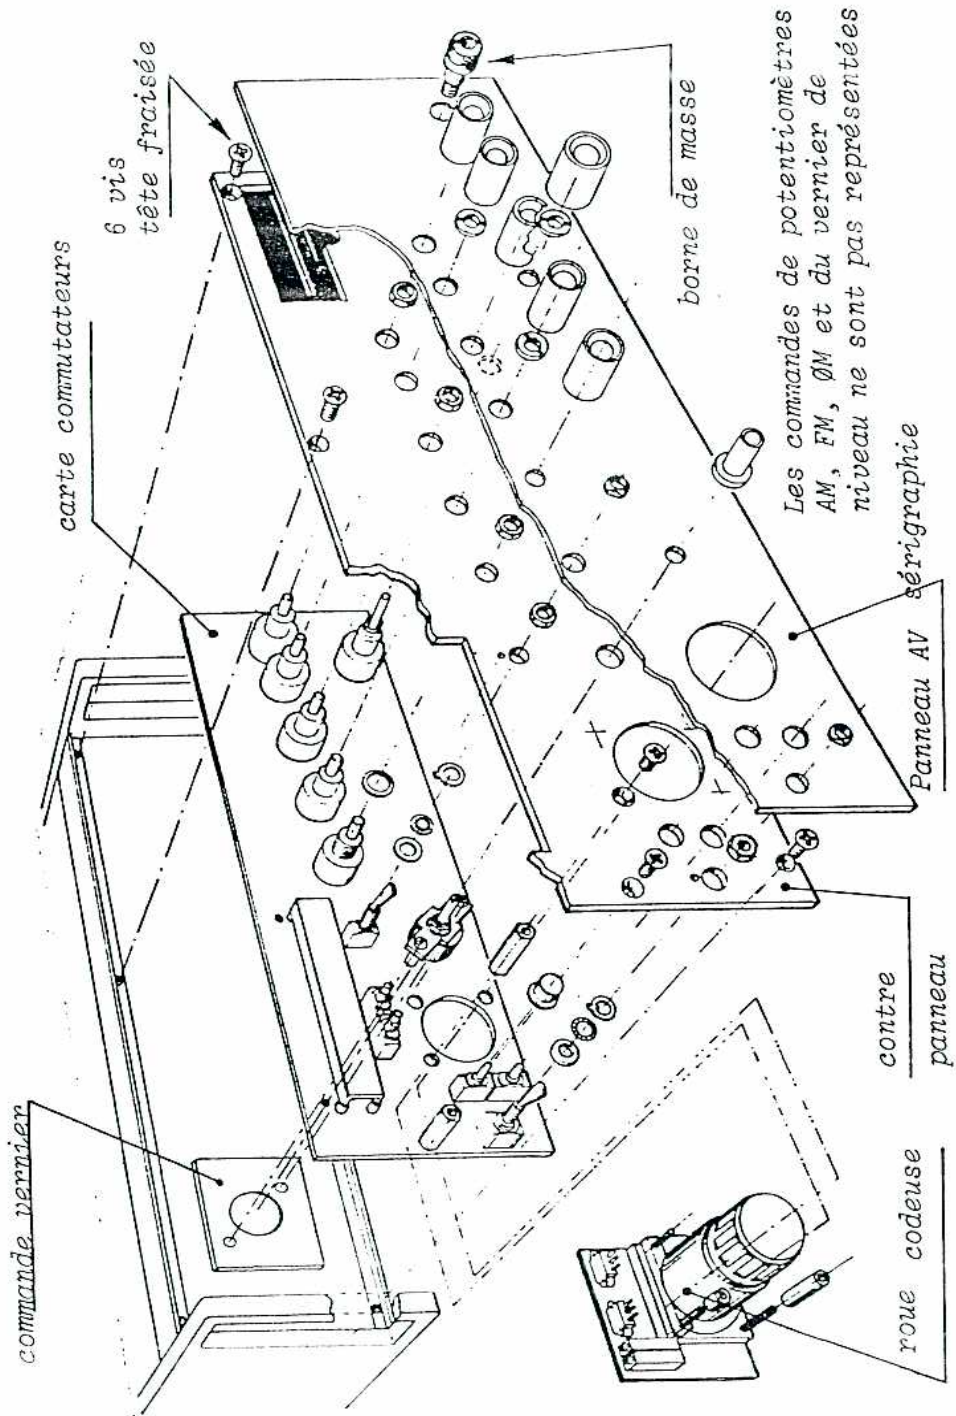 6 vis
tête fraisée
carte commutateurs
commande vernier
borne de masse
Les commandes de potentiomètres
AM, FM, ØM et du vernier de
niveau ne sont pas représentées
Panneau AV sérigraphie
contre
panneau
roue codeuse